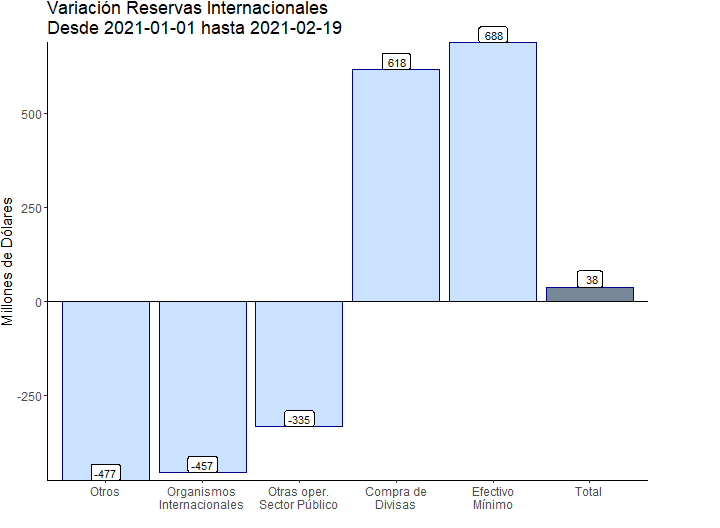 Variación Reservas Internacionales
Desde 2021-01-01 hasta 2021-02-19
Millones de Dólares
500
250
0
-250
-477
-457
-335
618
688
38
Otros
Organismos
Internacionales
Otras oper.
Sector Público
Compra de
Divisas
Efectivo
Mínimo
Total